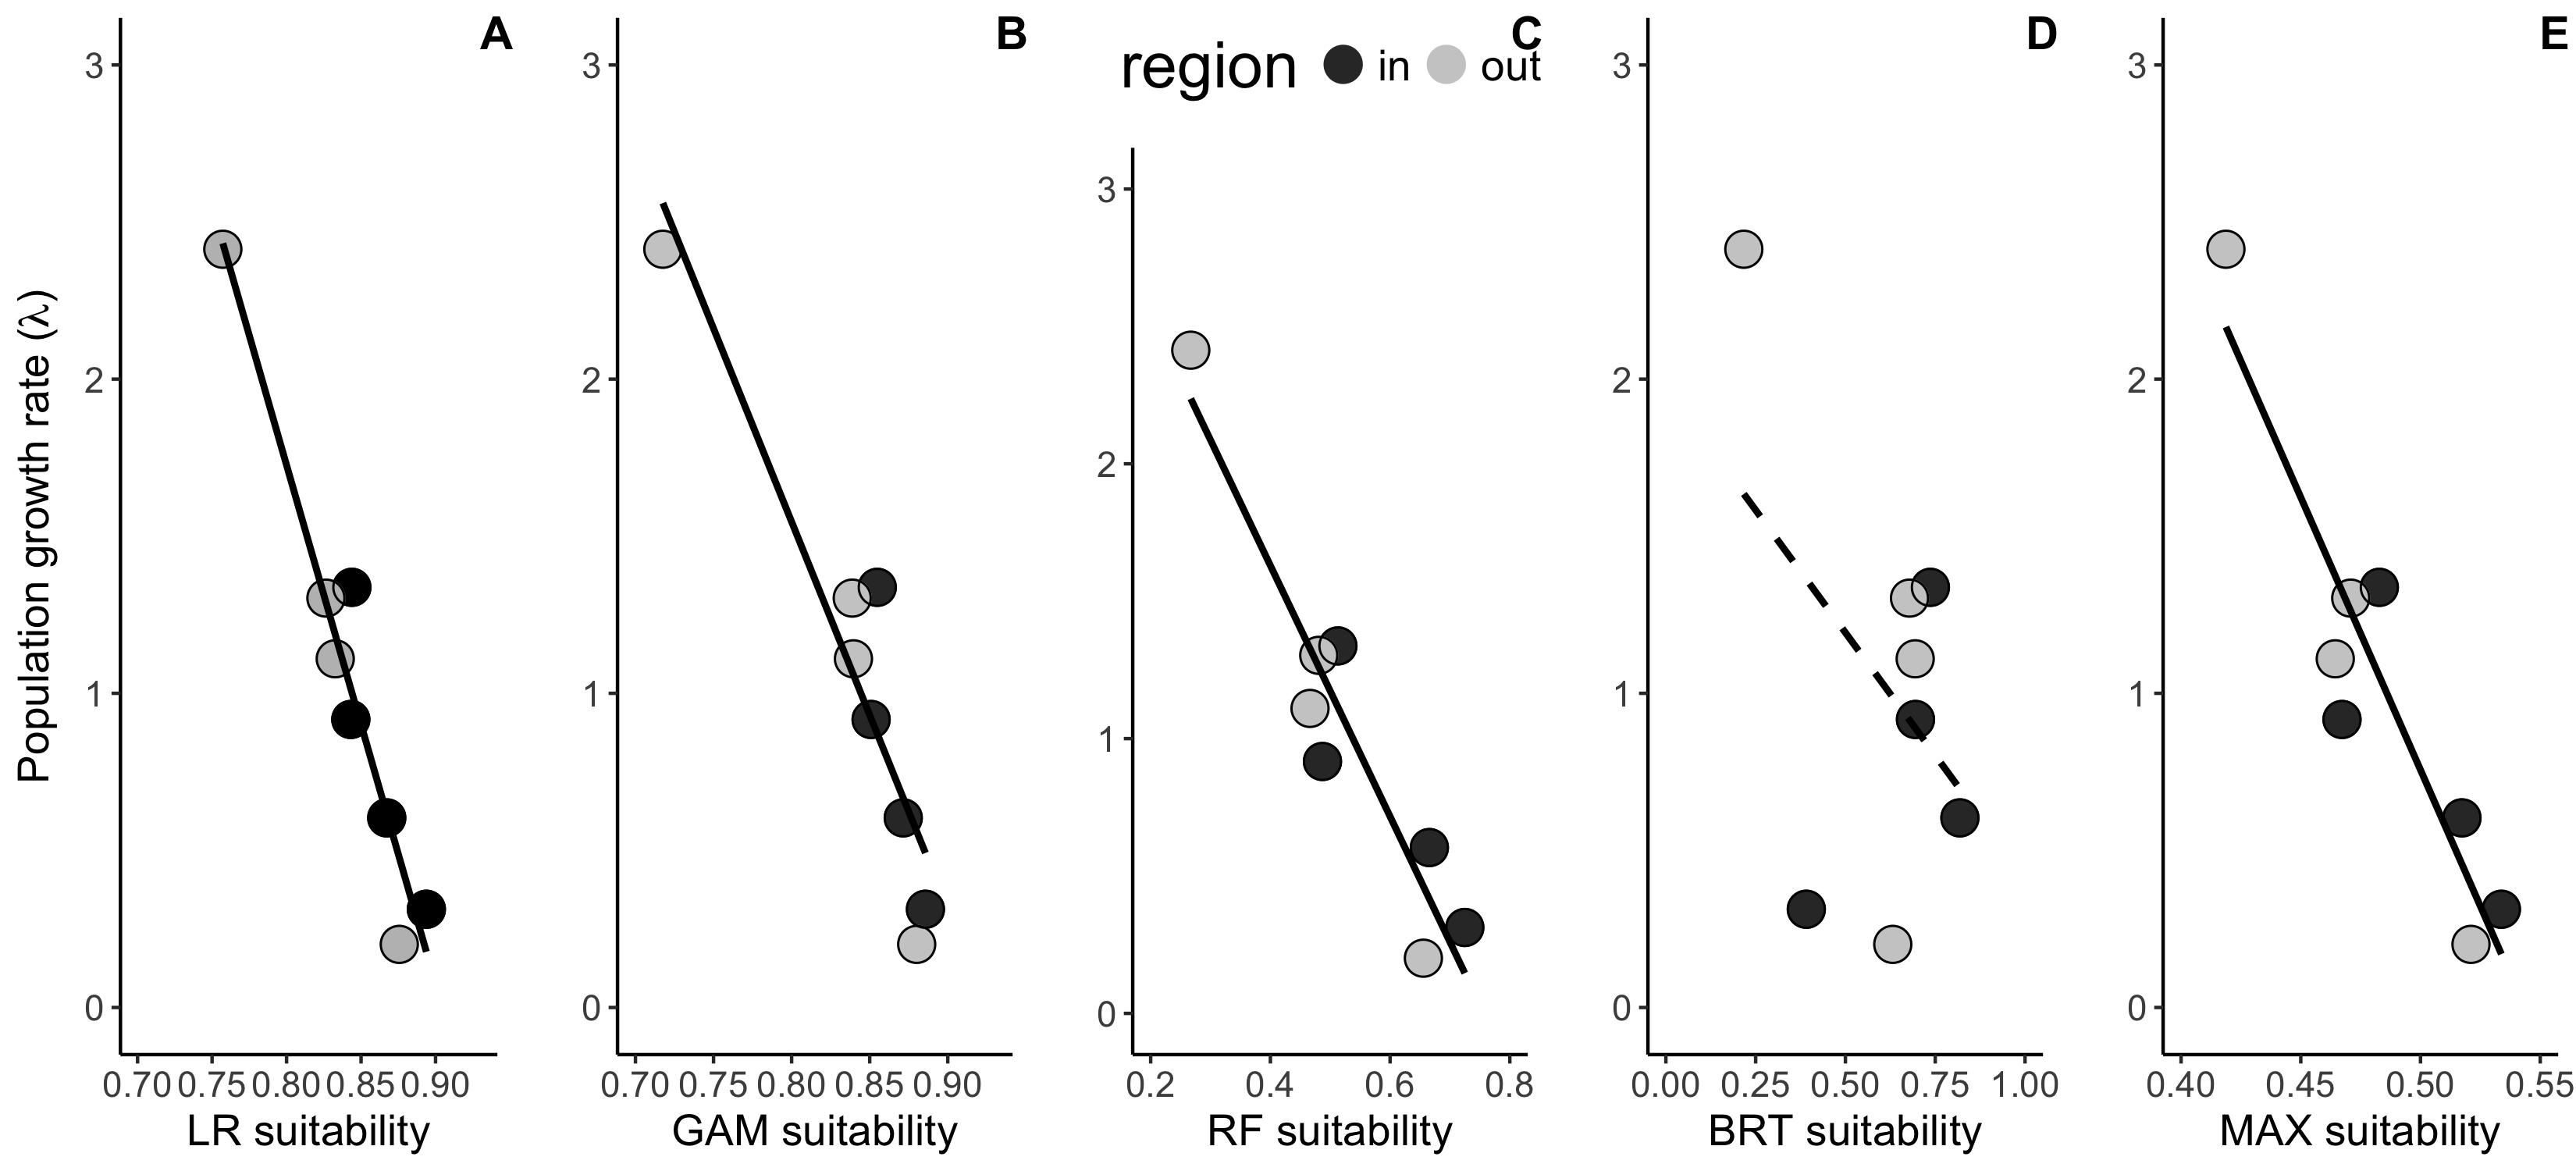 A
B
C
D
E
region in out
Population growth rate (λ)
3
2
1
0
0.70 0.75 0.80 0.85 0.90
LR suitability
3
2
1
0
0.70 0.75 0.80 0.85 0.90
GAM suitability
3
2
1
0
0.2 0.4 0.6 0.8
RF suitability
3
2
1
0
0.00 0.25 0.50 0.75 1.00
BRT suitability
3
2
1
0
0.40 0.45 0.50 0.55
MAX suitability